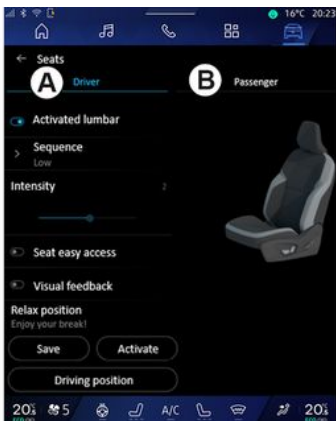 16°C 20:23
Seats
A Driver
B Passenger
Activated lumbar
Sequence
Low
Intensity
2
Seat easy access
Visual feedback
Relax position
Enjoy your break!
Save
Activate
Driving position
20 5 A/C 20